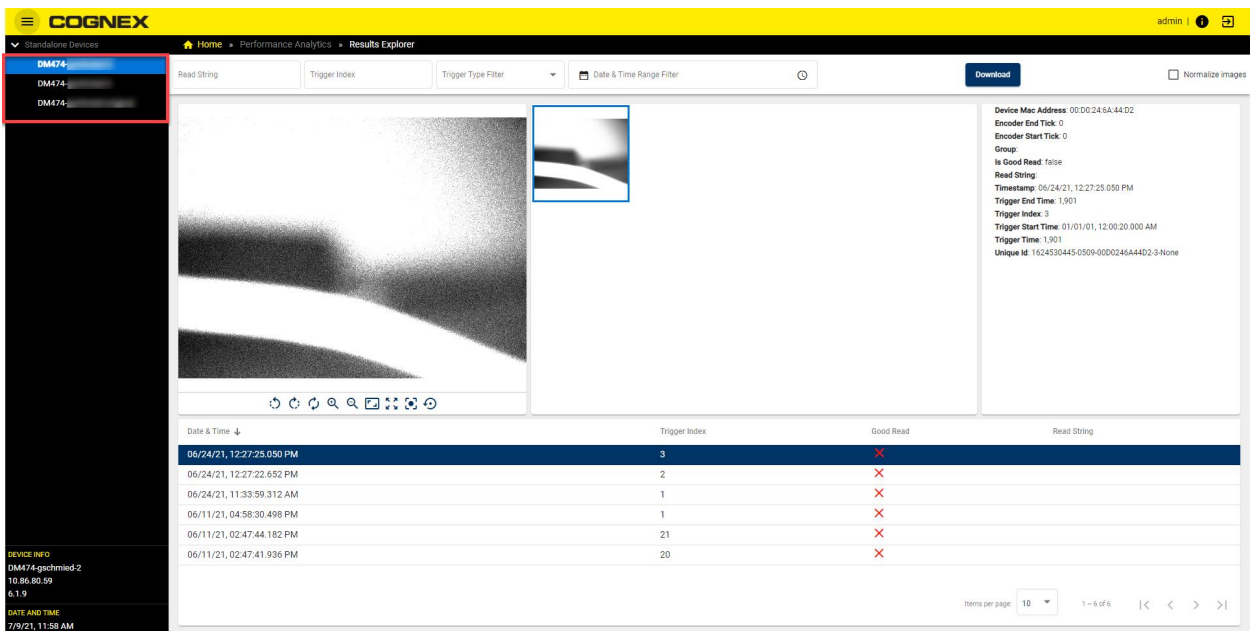 COGNEX
admin |
Standalone Devices
Home » Performance Analytics » Results Explorer
DM474-
DM474-
DM474-
Read String
Trigger Index
Trigger Type Filter
Date & Time Range Filter
Download
Normalize images
Device Mac Address: 00:D0:24:6A:44:D2
Encoder End Tick: 0
Encoder Start Tick: 0
Group:
Is Good Read: false
Read String:
Timestamp: 06/24/21, 12:27:25.050 PM
Trigger End Time: 1,901
Trigger Index: 3
Trigger Start Time: 01/01/01, 12:00:20.000 AM
Trigger Time: 1,901
Unique Id: 1624530445-0509-00D0246A44D2-3-None
Date & Time Trigger Index Good Read Read String
06/24/21, 12:27:25.050 PM 3
06/24/21, 12:27:22.652 PM 2
06/24/21, 11:33:59.312 AM 1
06/11/21, 04:58:30.498 PM 1
06/11/21, 02:47:44.182 PM 21
06/11/21, 02:47:41.936 PM 20
Items per page: 10 1 – 6 of 6
DEVICE INFO
DM474-gschmied-2
10.86.80.59
6.1.9
DATE AND TIME
7/9/21, 11:58 AM